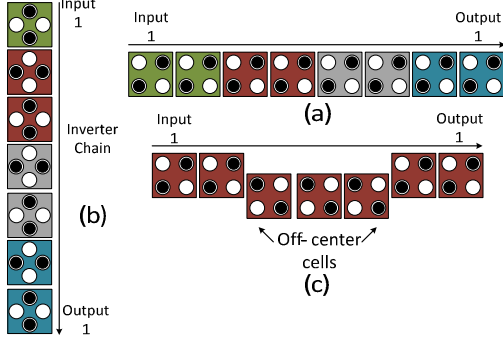 Input
1
Inverter
Chain
(b)
Output
1
Input
1
Output
1
(a)
Input
1
Output
1
Off- center
cells
(c)